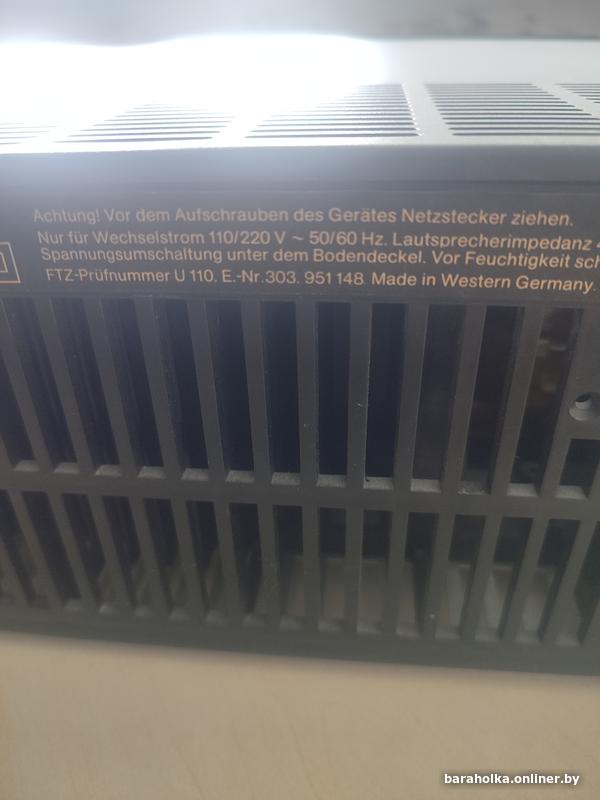 Achtung! Vor dem Aufschrauben des Gerätes Netzstecker ziehen.
Nur für Wechselstrom 110/220 V ~ 50/60 Hz. Lautsprecherimpedanz
Spannungsumschaltung unter dem Bodendeckel. Vor Feuchtigkeit sch
FTZ-Prüfnummer U 110. E.-Nr. 303. 951 148 Made in Western Germany.
baraholka.onliner.by